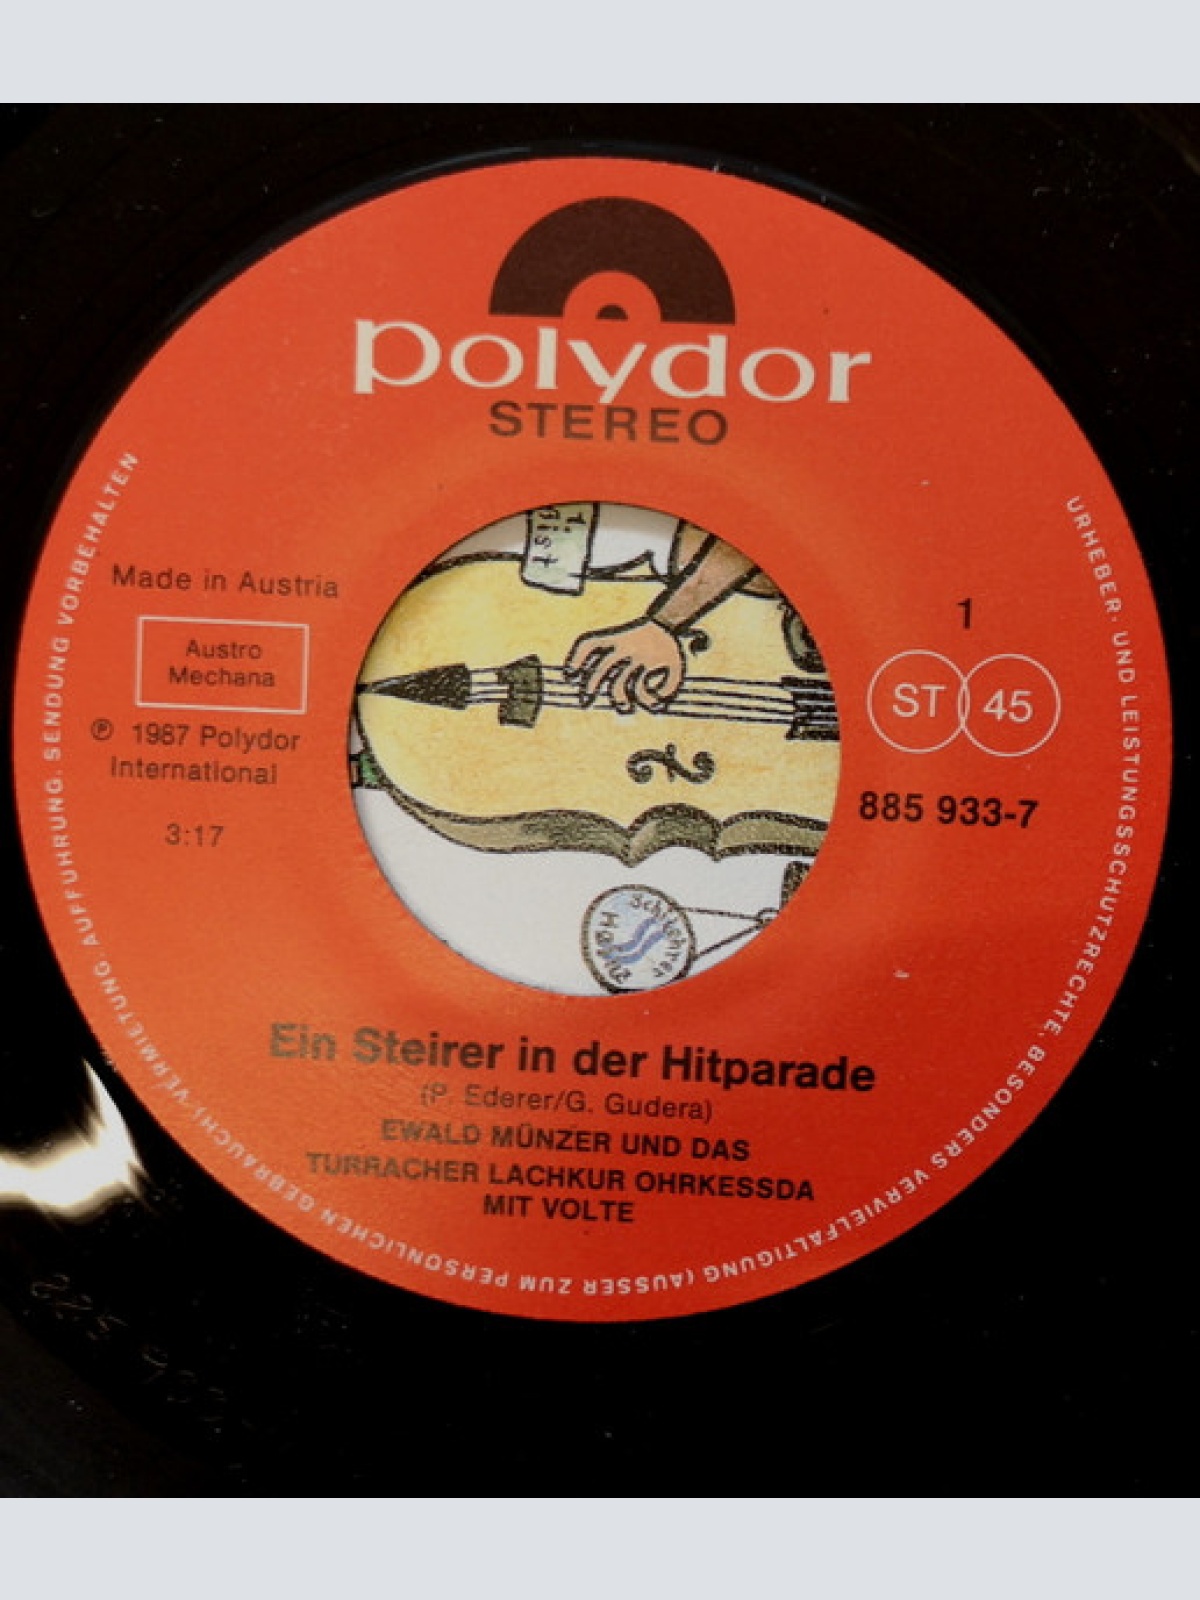 polydor
STEREO
Made in Austria
Austro
Mechana
℗ 1987 Polydor
International
3:17
1
ST 45
885 933-7
Ein Steirer in der Hitparade
(P. Ederer/G. Gudera)
EWALD MÜNZER UND DAS
TURRACHER LACHKUR OHRKESSDA
MIT VOLTE
URHEBER- UND LEISTUNGSSCHUTZRECHTE, BESONDERS VERVIELFÄLTIGUNG (AUSSER ZUM PERSÖNLICHEN GEBRAUCH), VERMIETUNG, AUFFÜHRUNG, SENDUNG VORBEHALTEN